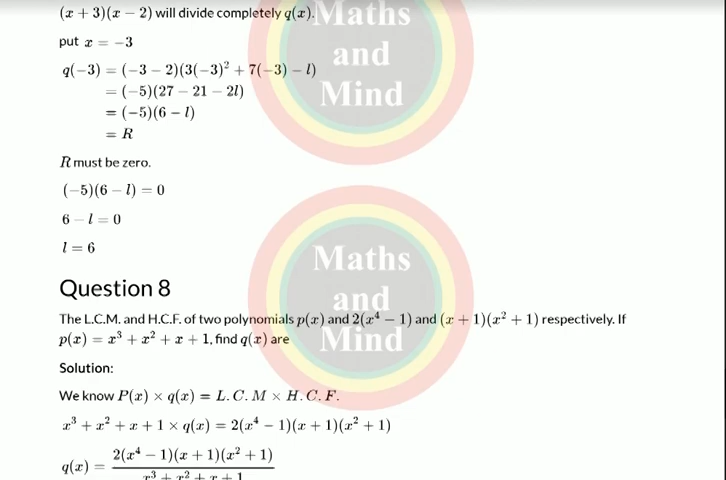 (x + 3)(x − 2) will divide completely q(x).
put x = −3
q(−3) = (−3 − 2)(3(−3)² + 7(−3) − l)
= (−5)(27 − 21 − 2l)
= (−5)(6 − l)
= R
R must be zero.
(−5)(6 − l) = 0
6 − l = 0
l = 6
Question 8
The L.C.M. and H.C.F. of two polynomials p(x) and 2(x⁴ − 1) and (x + 1)(x² + 1) respectively. If
p(x) = x³ + x² + x + 1, find q(x) are
Solution:
We know P(x) × q(x) = L. C. M × H. C. F.
x³ + x² + x + 1 × q(x) = 2(x⁴ − 1)(x + 1)(x² + 1)
2(x⁴ − 1)(x + 1)(x² + 1)
q(x) =
x³ + x² + x + 1
Maths
and
Mind
Maths
and
Mind